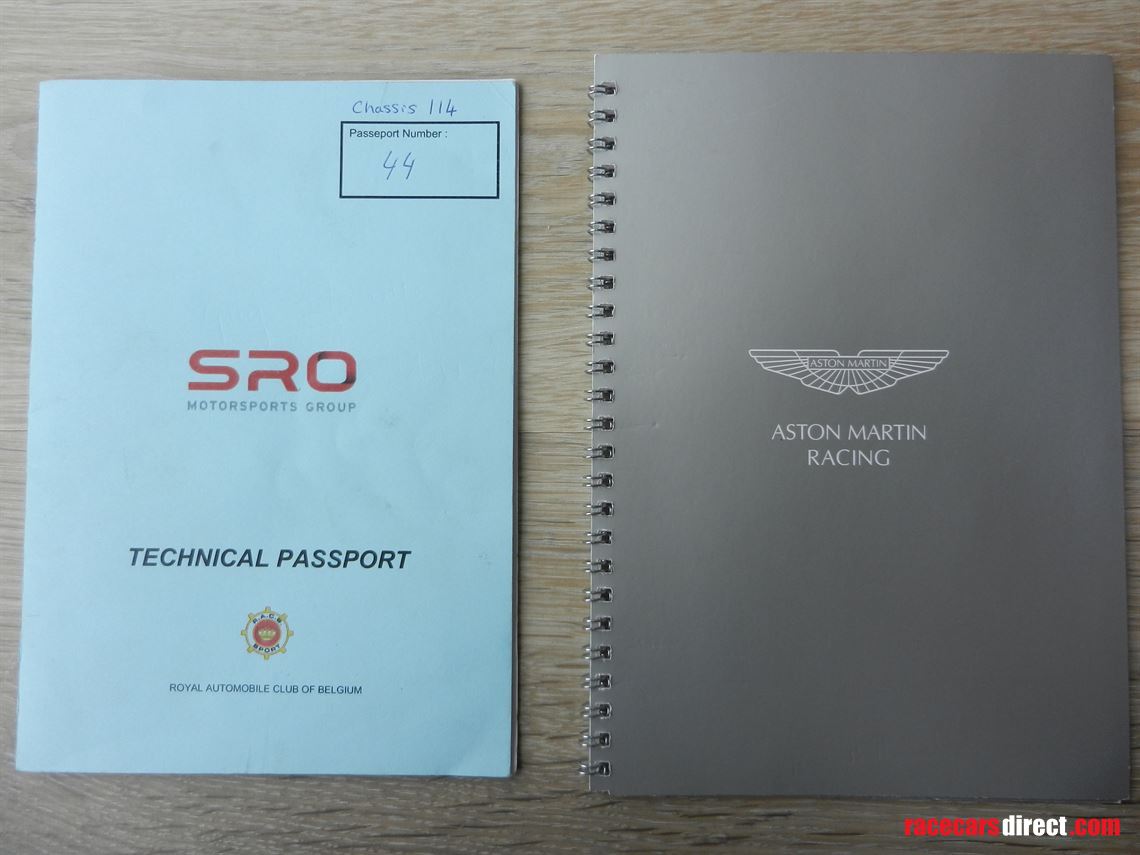 Chassis 114
Passeport Number :
44
SRO
MOTORSPORTS GROUP
TECHNICAL PASSPORT
R.A.C.B
SPORT
ROYAL AUTOMOBILE CLUB OF BELGIUM
ASTON MARTIN
ASTON MARTIN
RACING
racecarsdirect.com